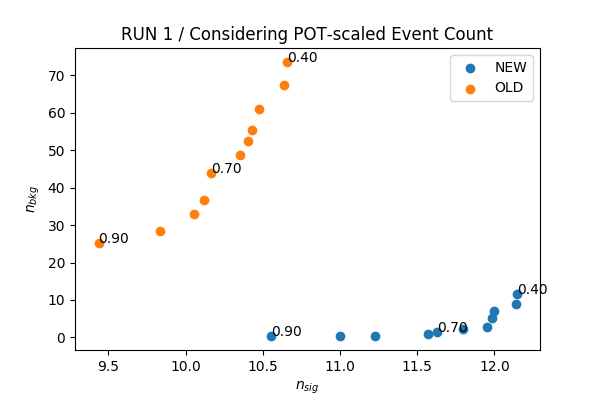 RUN 1 / Considering POT-scaled Event Count
NEW
OLD
0.40
0.70
0.90
0.40
0.70
0.90
70
60
50
40
30
20
10
0
n_bkg
9.5 10.0 10.5 11.0 11.5 12.0
n_sig